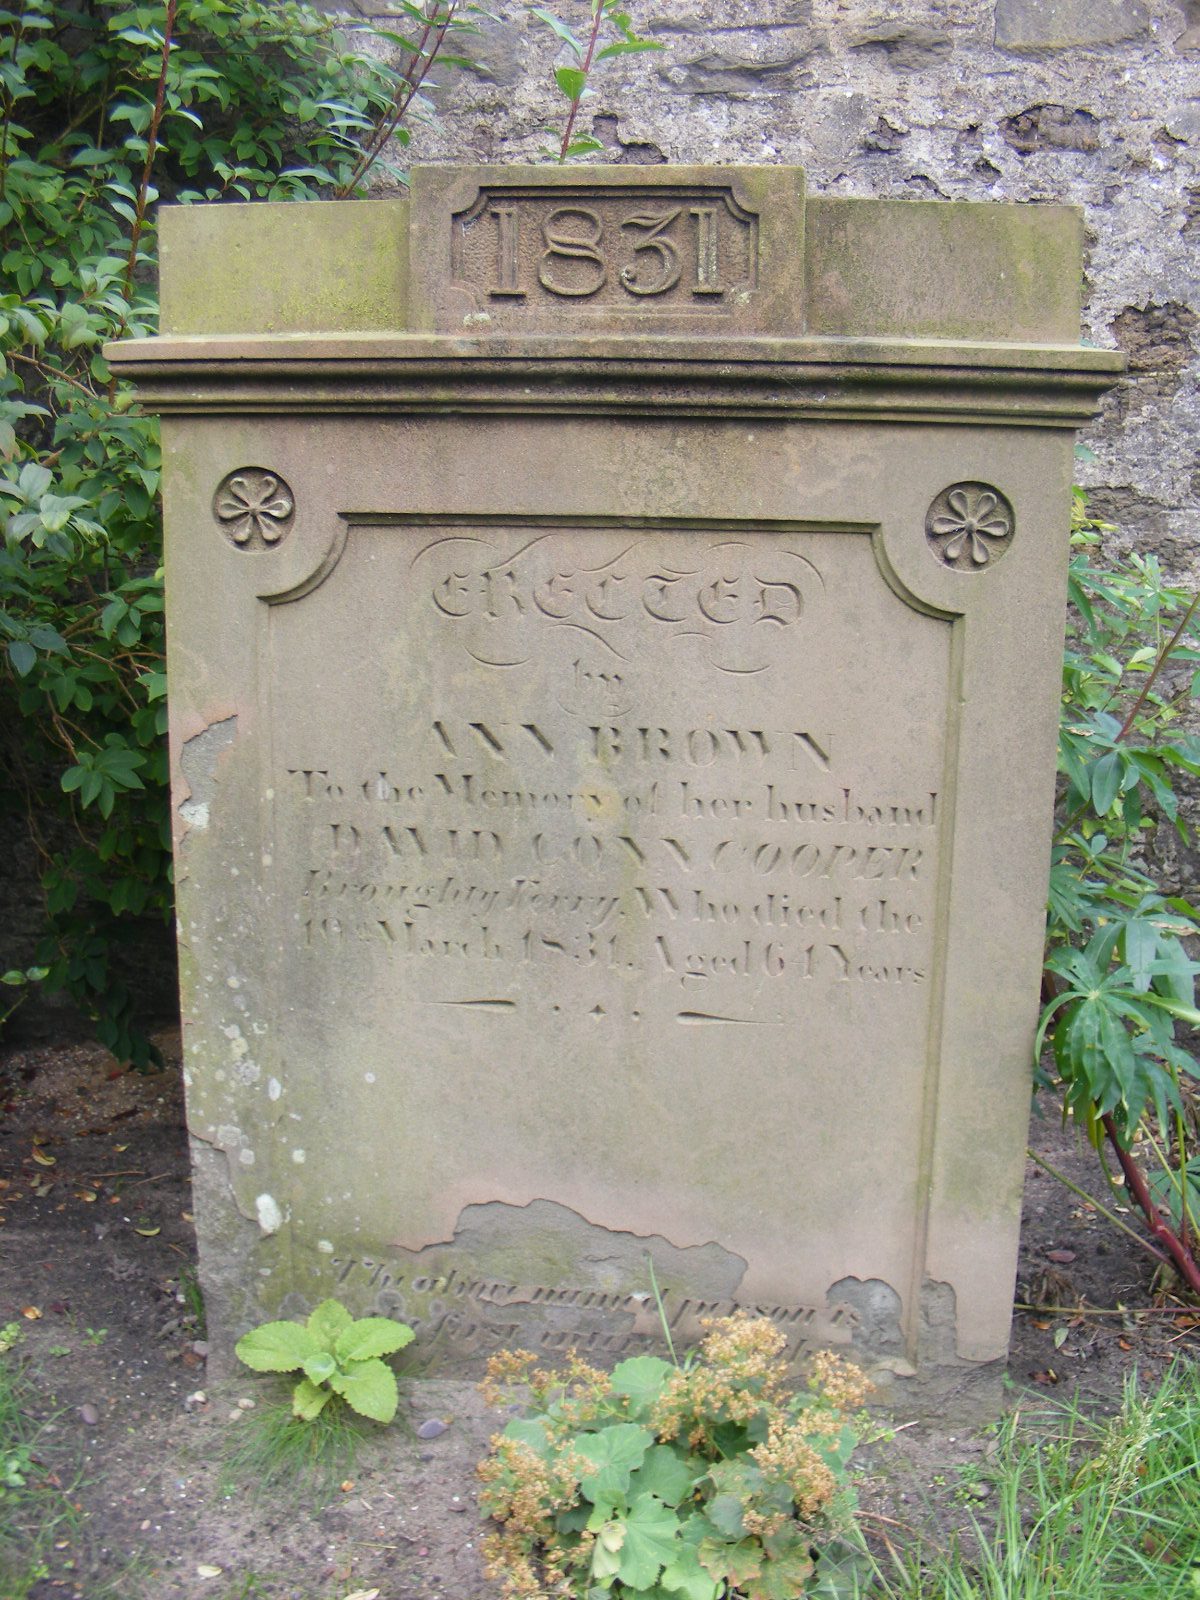 1831
ERECTED
by
ANN BROWN
To the Memory of her husband
DAVID CONN COOPER
Broughty Ferry, Who died the
19th March 1831. Aged 64 Years
The above named person is